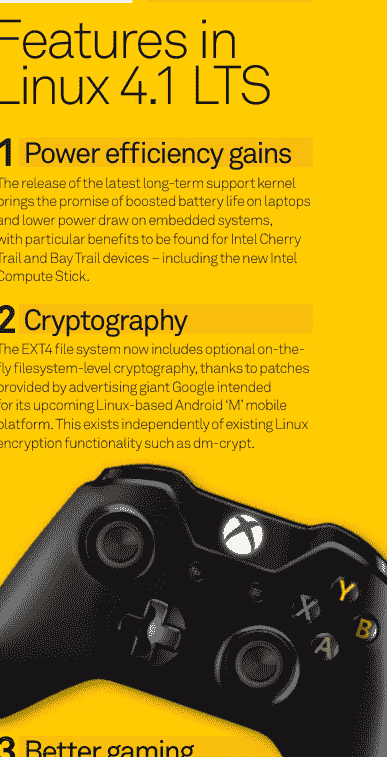 Features in
Linux 4.1 LTS
1 Power efficiency gains
The release of the latest long-term support kernel
brings the promise of boosted battery life on laptops
and lower power draw on embedded systems,
with particular benefits to be found for Intel Cherry
Trail and Bay Trail devices – including the new Intel
Compute Stick.
2 Cryptography
The EXT4 file system now includes optional on-the-
fly filesystem-level cryptography, thanks to patches
provided by advertising giant Google intended
for its upcoming Linux-based Android ‘M’ mobile
platform. This exists independently of existing Linux
encryption functionality such as dm-crypt.
Y
X
B
A
3 Better gaming